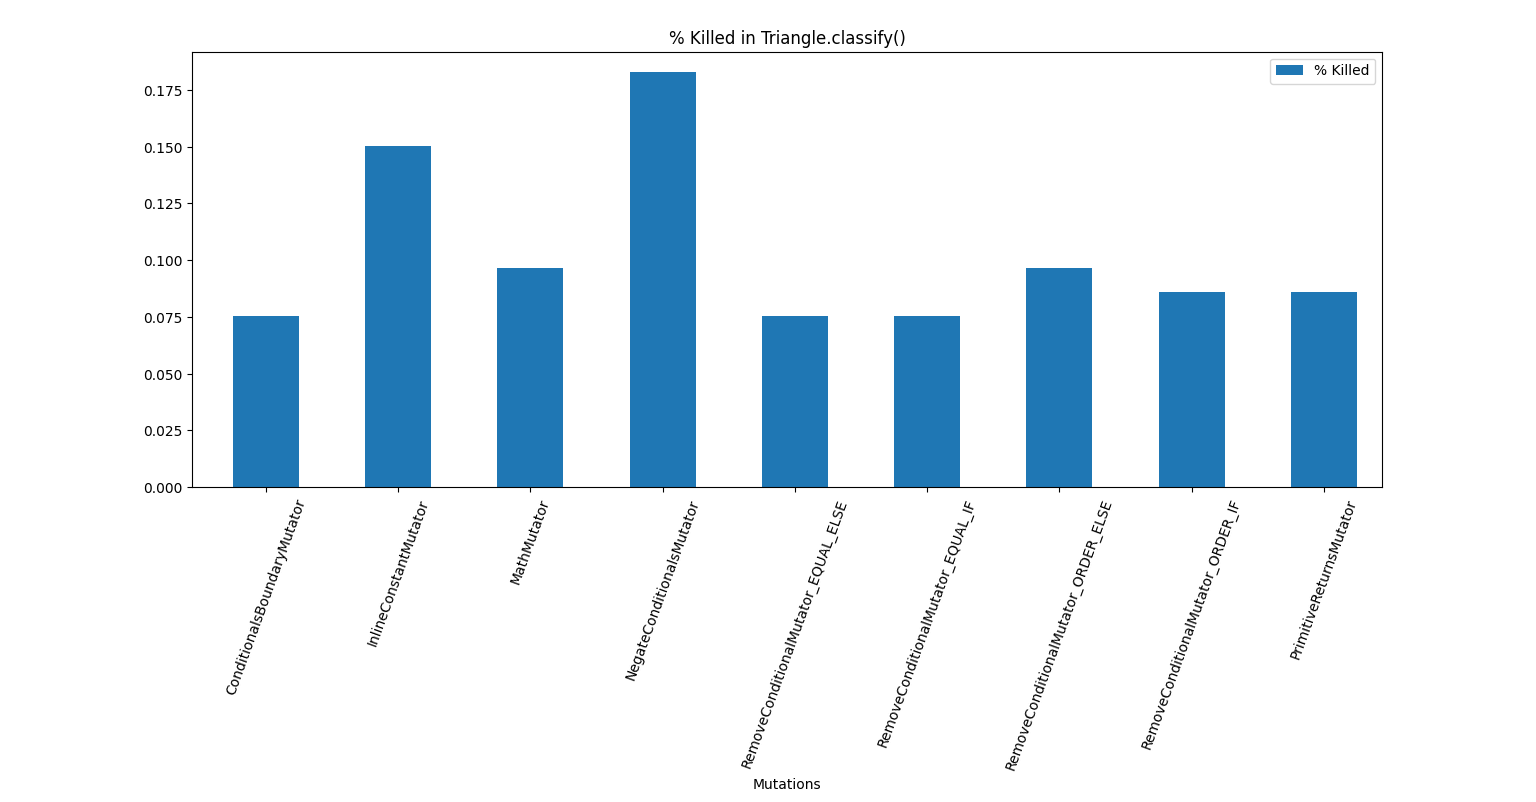 % Killed in Triangle.classify()
% Killed
0.175
0.150
0.125
0.100
0.075
0.050
0.025
0.000
ConditionalsBoundaryMutator
InlineConstantMutator
MathMutator
NegateConditionalsMutator
RemoveConditionalMutator_EQUAL_ELSE
RemoveConditionalMutator_EQUAL_IF
RemoveConditionalMutator_ORDER_ELSE
RemoveConditionalMutator_ORDER_IF
PrimitiveReturnsMutator
Mutations